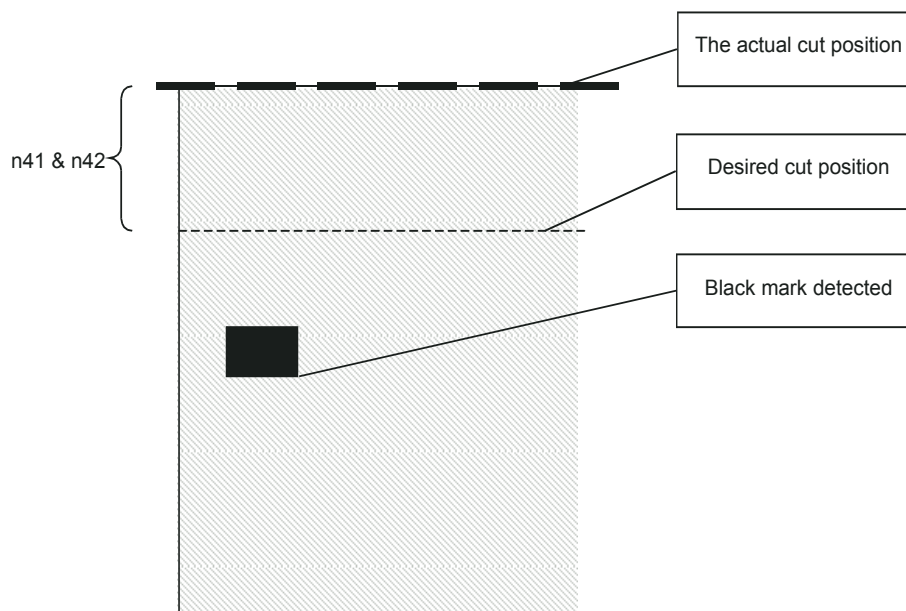 The actual cut position
n41 & n42
Desired cut position
Black mark detected